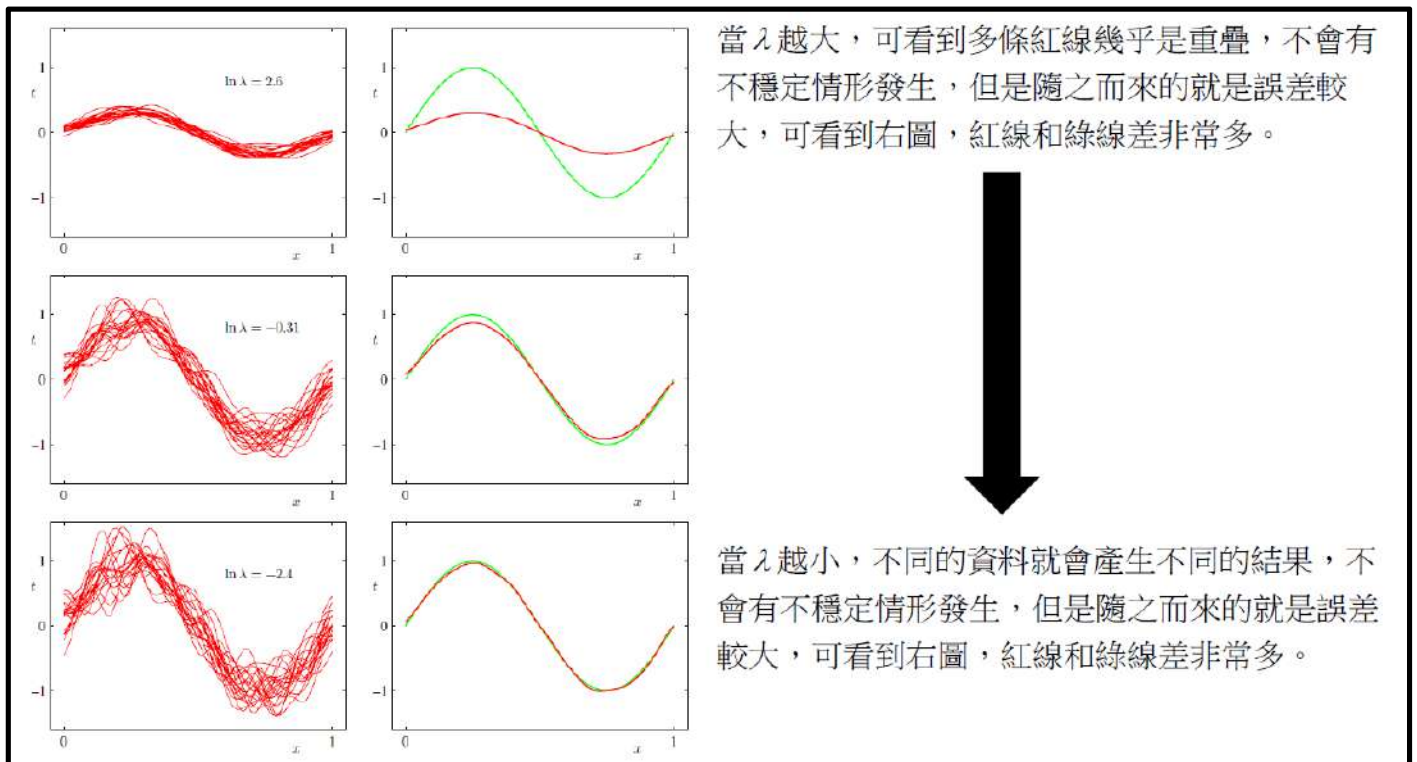 1
t
0
−1
0
x
1
ln λ = 2.6
1
t
0
−1
0
x
1
當λ越大，可看到多條紅線幾乎是重疊，不會有
不穩定情形發生，但是隨之而來的就是誤差較
大，可看到右圖，紅線和綠線差非常多。
1
t
0
−1
0
x
1
ln λ = −0.31
1
t
0
−1
0
x
1
1
t
0
−1
0
x
1
ln λ = −2.4
1
t
0
−1
0
x
1
當λ越小，不同的資料就會產生不同的結果，不
會有不穩定情形發生，但是隨之而來的就是誤差
較大，可看到右圖，紅線和綠線差非常多。